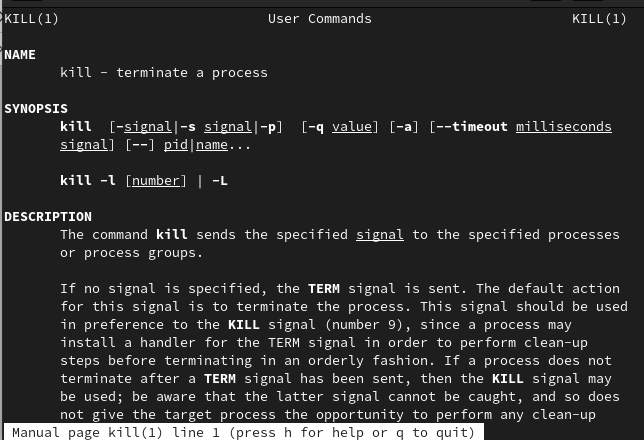 KILL(1) User Commands KILL(1)
NAME
kill - terminate a process
SYNOPSIS
kill [-signal|-s signal|-p] [-q value] [-a] [--timeout milliseconds
signal] [--] pid|name...
kill -l [number] | -L
DESCRIPTION
The command kill sends the specified signal to the specified processes
or process groups.
If no signal is specified, the TERM signal is sent. The default action
for this signal is to terminate the process. This signal should be used
in preference to the KILL signal (number 9), since a process may
install a handler for the TERM signal in order to perform clean-up
steps before terminating in an orderly fashion. If a process does not
terminate after a TERM signal has been sent, then the KILL signal may
be used; be aware that the latter signal cannot be caught, and so does
not give the target process the opportunity to perform any clean-up
Manual page kill(1) line 1 (press h for help or q to quit)